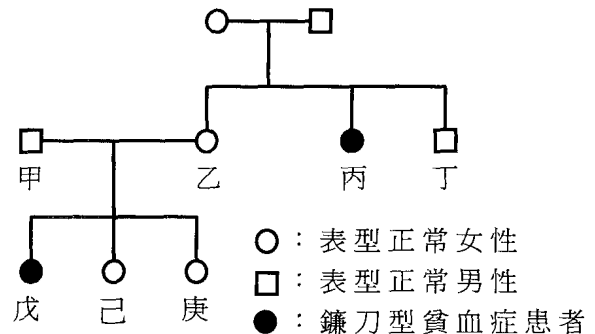 甲 乙 丙 丁
戊 己 庚
○：表型正常女性
□：表型正常男性
●：鐮刀型貧血症患者